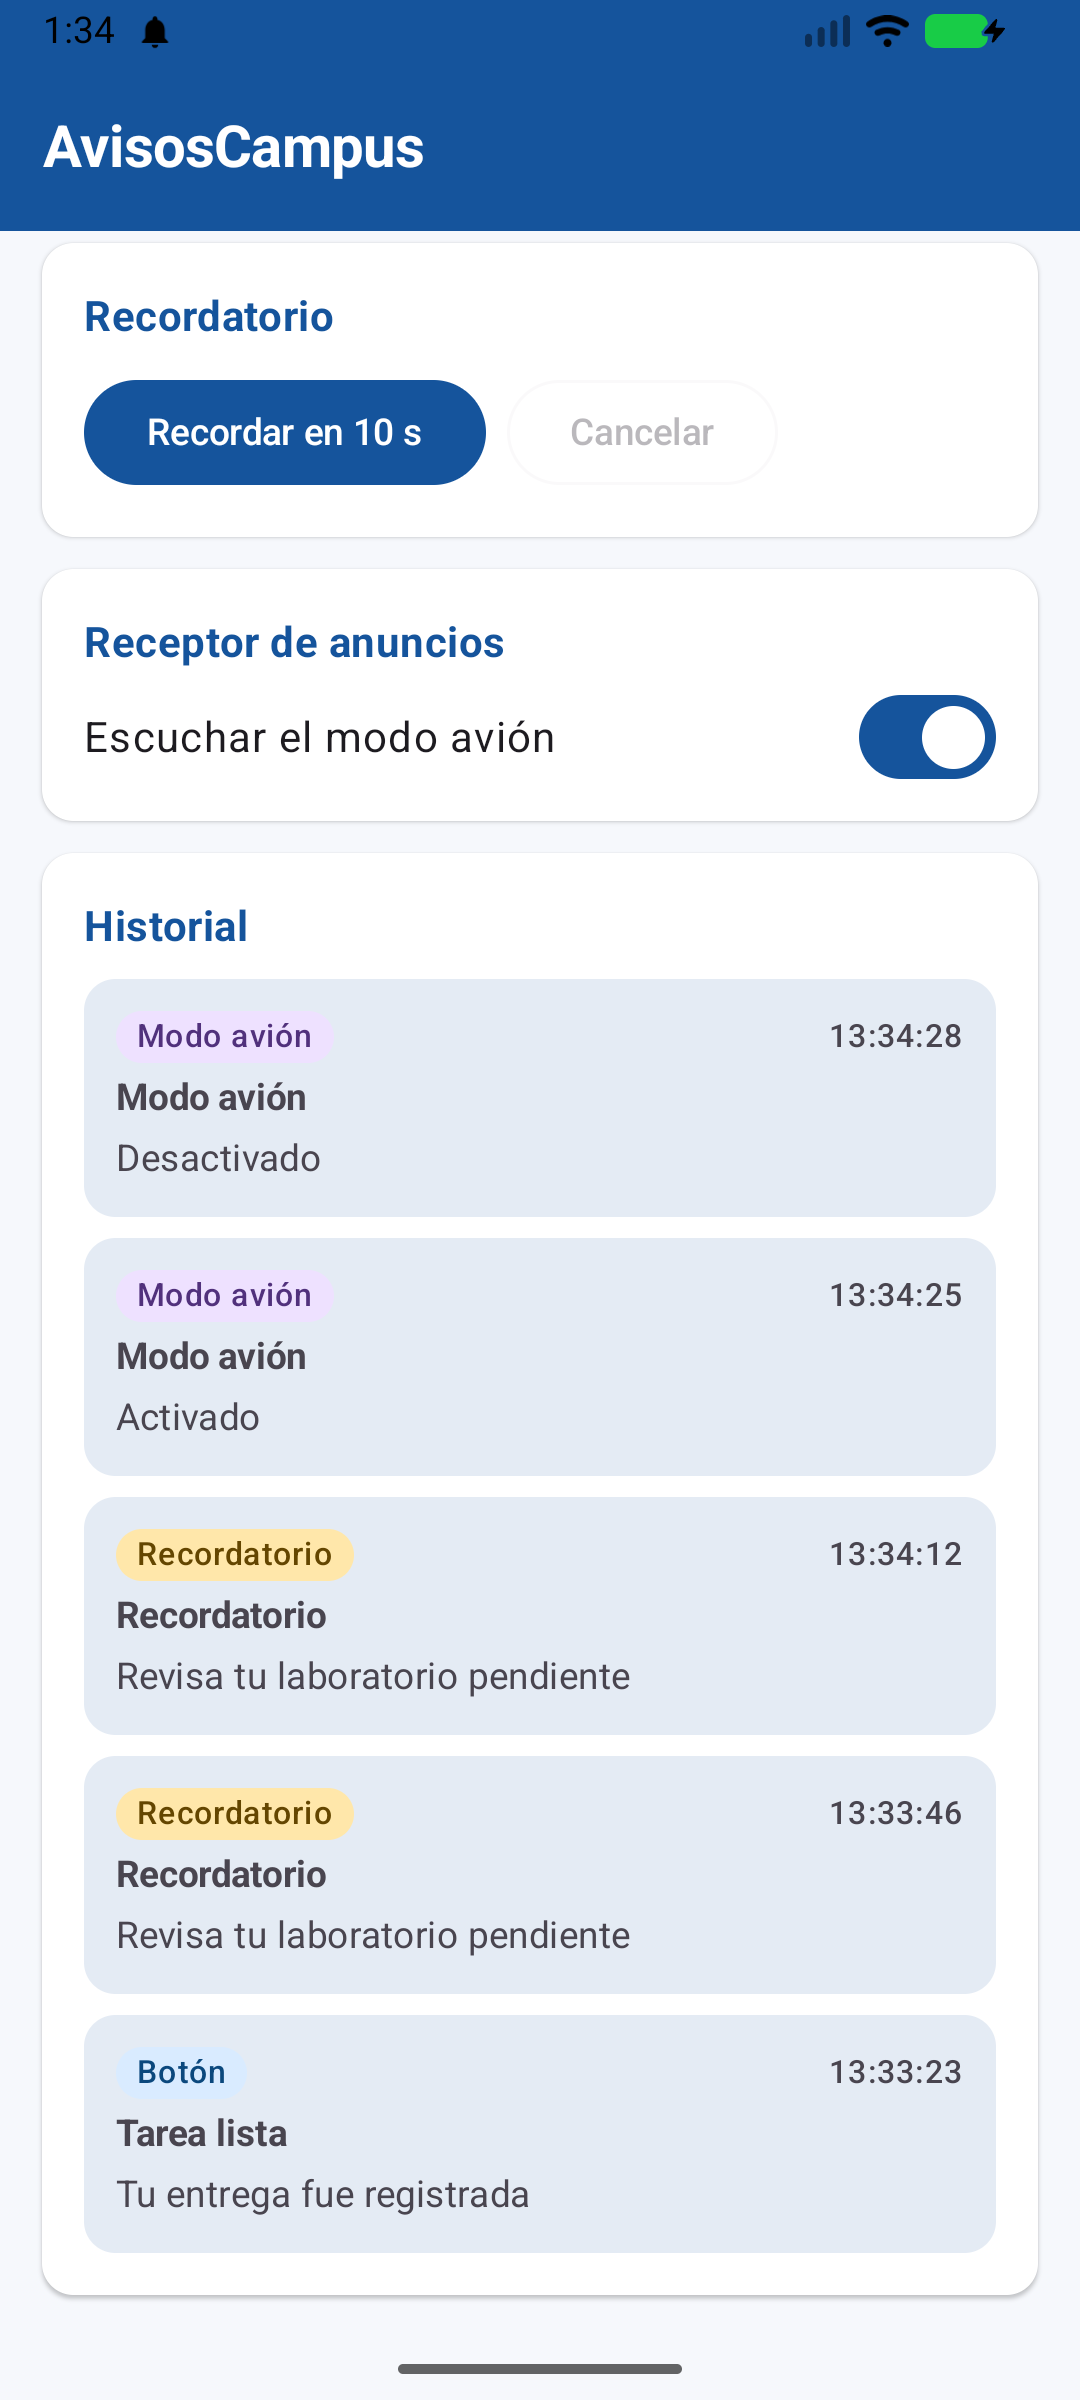 1:34
AvisosCampus
Recordatorio
Recordar en 10 s
Cancelar
Receptor de anuncios
Escuchar el modo avión
Historial
Modo avión 13:34:28
Modo avión
Desactivado
Modo avión 13:34:25
Modo avión
Activado
Recordatorio 13:34:12
Recordatorio
Revisa tu laboratorio pendiente
Recordatorio 13:33:46
Recordatorio
Revisa tu laboratorio pendiente
Botón 13:33:23
Tarea lista
Tu entrega fue registrada